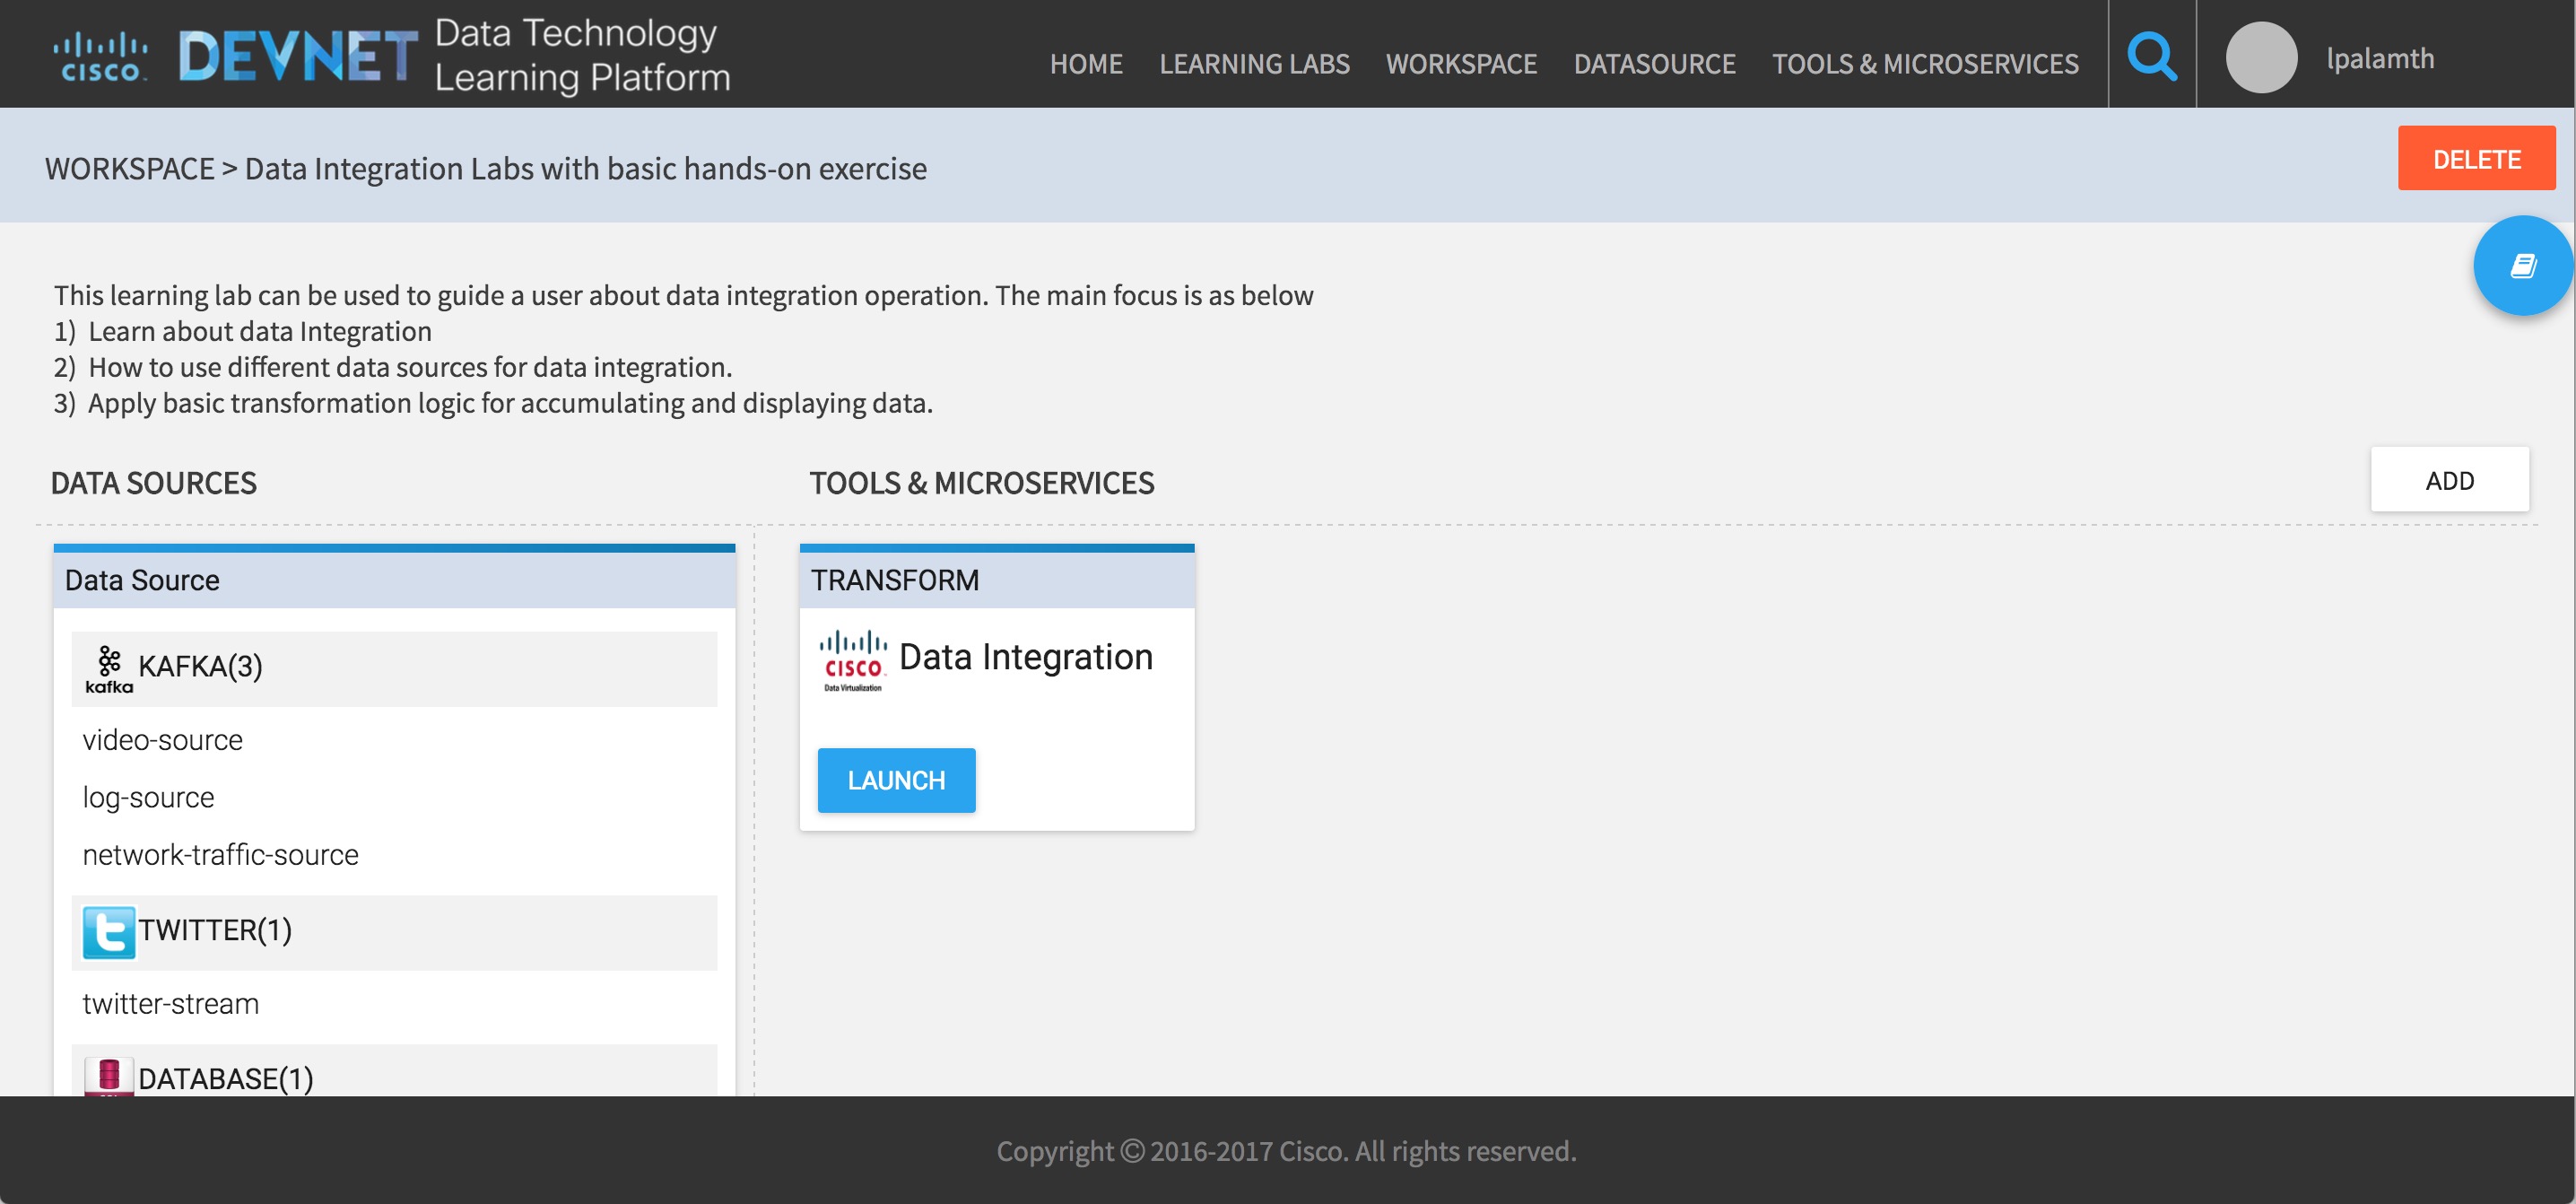 CISCO DEVNET Data Technology
Learning Platform
HOME LEARNING LABS WORKSPACE DATASOURCE TOOLS & MICROSERVICES lpalamth
WORKSPACE > Data Integration Labs with basic hands-on exercise
DELETE
This learning lab can be used to guide a user about data integration operation. The main focus is as below
1) Learn about data Integration
2) How to use different data sources for data integration.
3) Apply basic transformation logic for accumulating and displaying data.
DATA SOURCES
TOOLS & MICROSERVICES
ADD
Data Source
kafka KAFKA(3)
video-source
log-source
network-traffic-source
TWITTER(1)
twitter-stream
DATABASE(1)
TRANSFORM
CISCO Data Integration
Data Virtualization
LAUNCH
Copyright © 2016-2017 Cisco. All rights reserved.